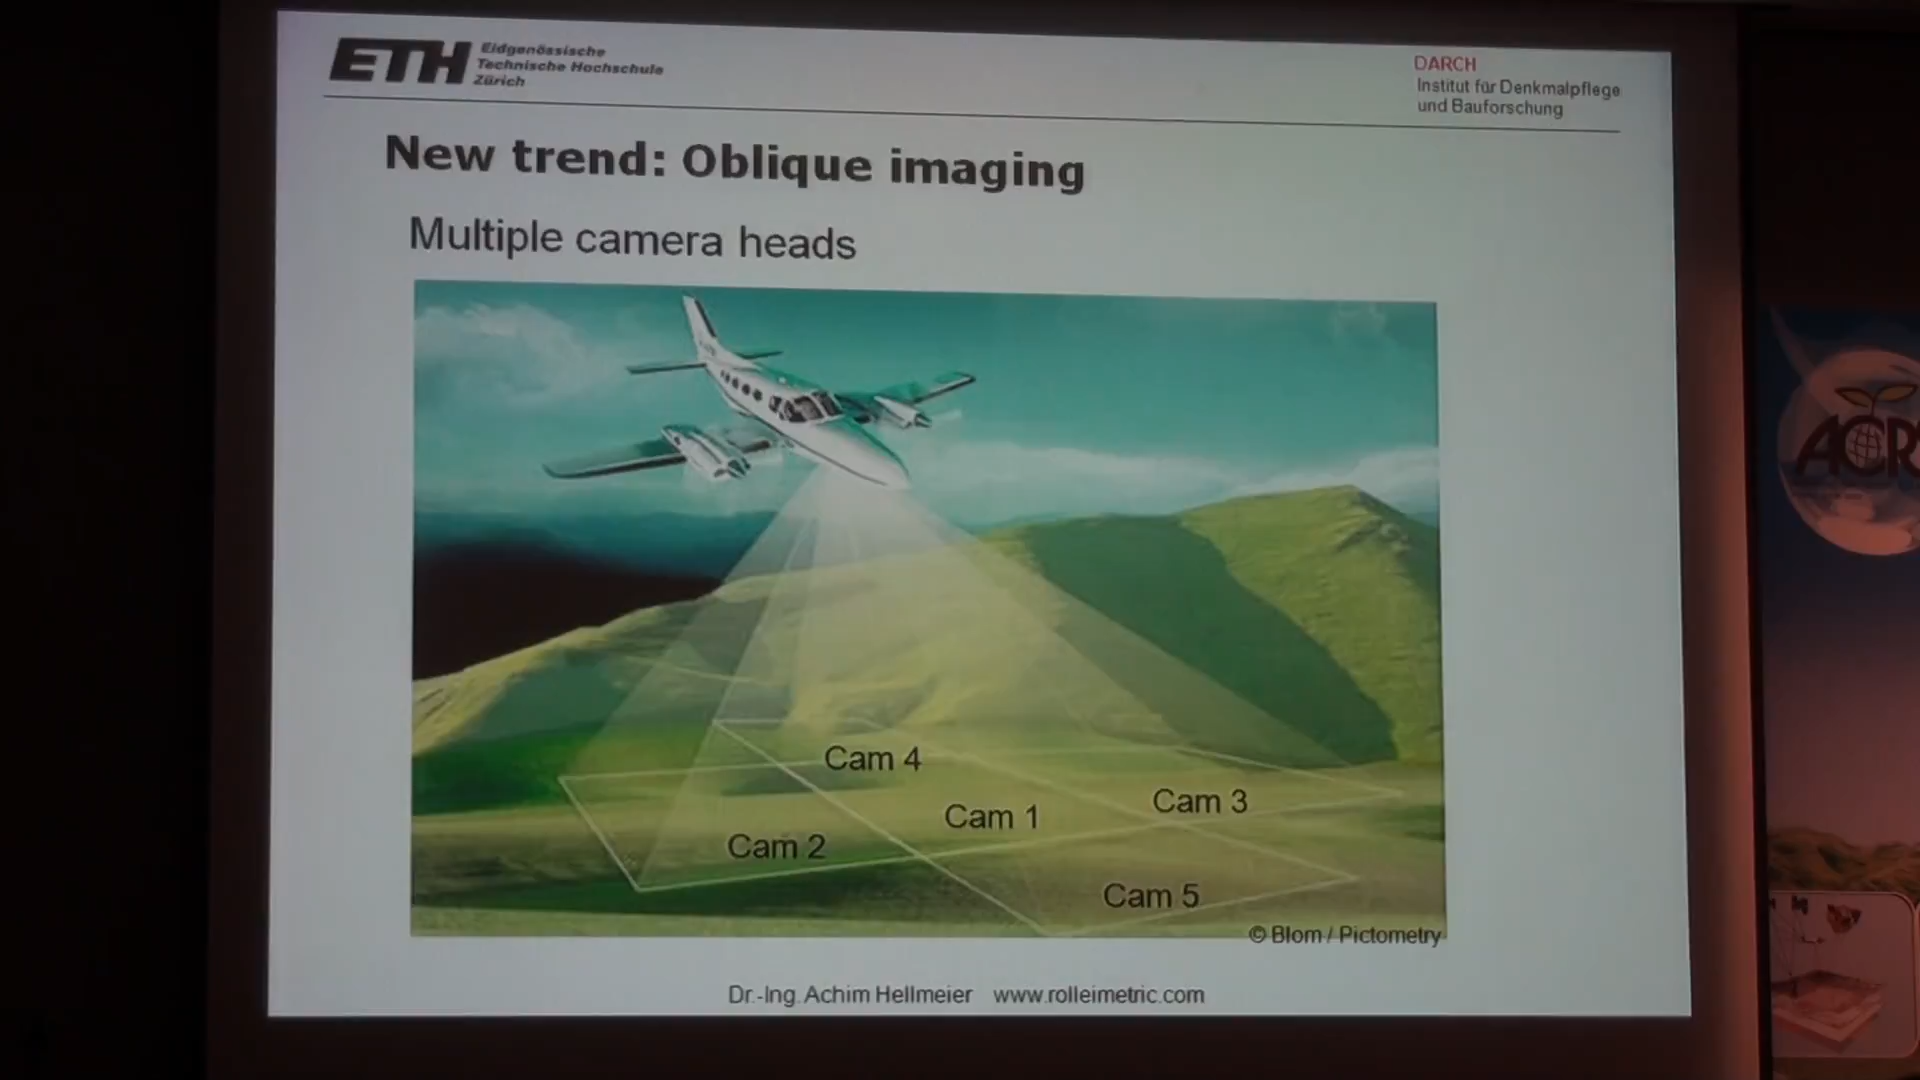 ETH Eidgenössische
Technische Hochschule
Zürich
DARCH
Institut für Denkmalpflege
und Bauforschung
New trend: Oblique imaging
Multiple camera heads
Cam 4
Cam 1
Cam 3
Cam 2
Cam 5
© Blom / Pictometry
Dr.-Ing. Achim Hellmeier www.rolleimetric.com
ACR